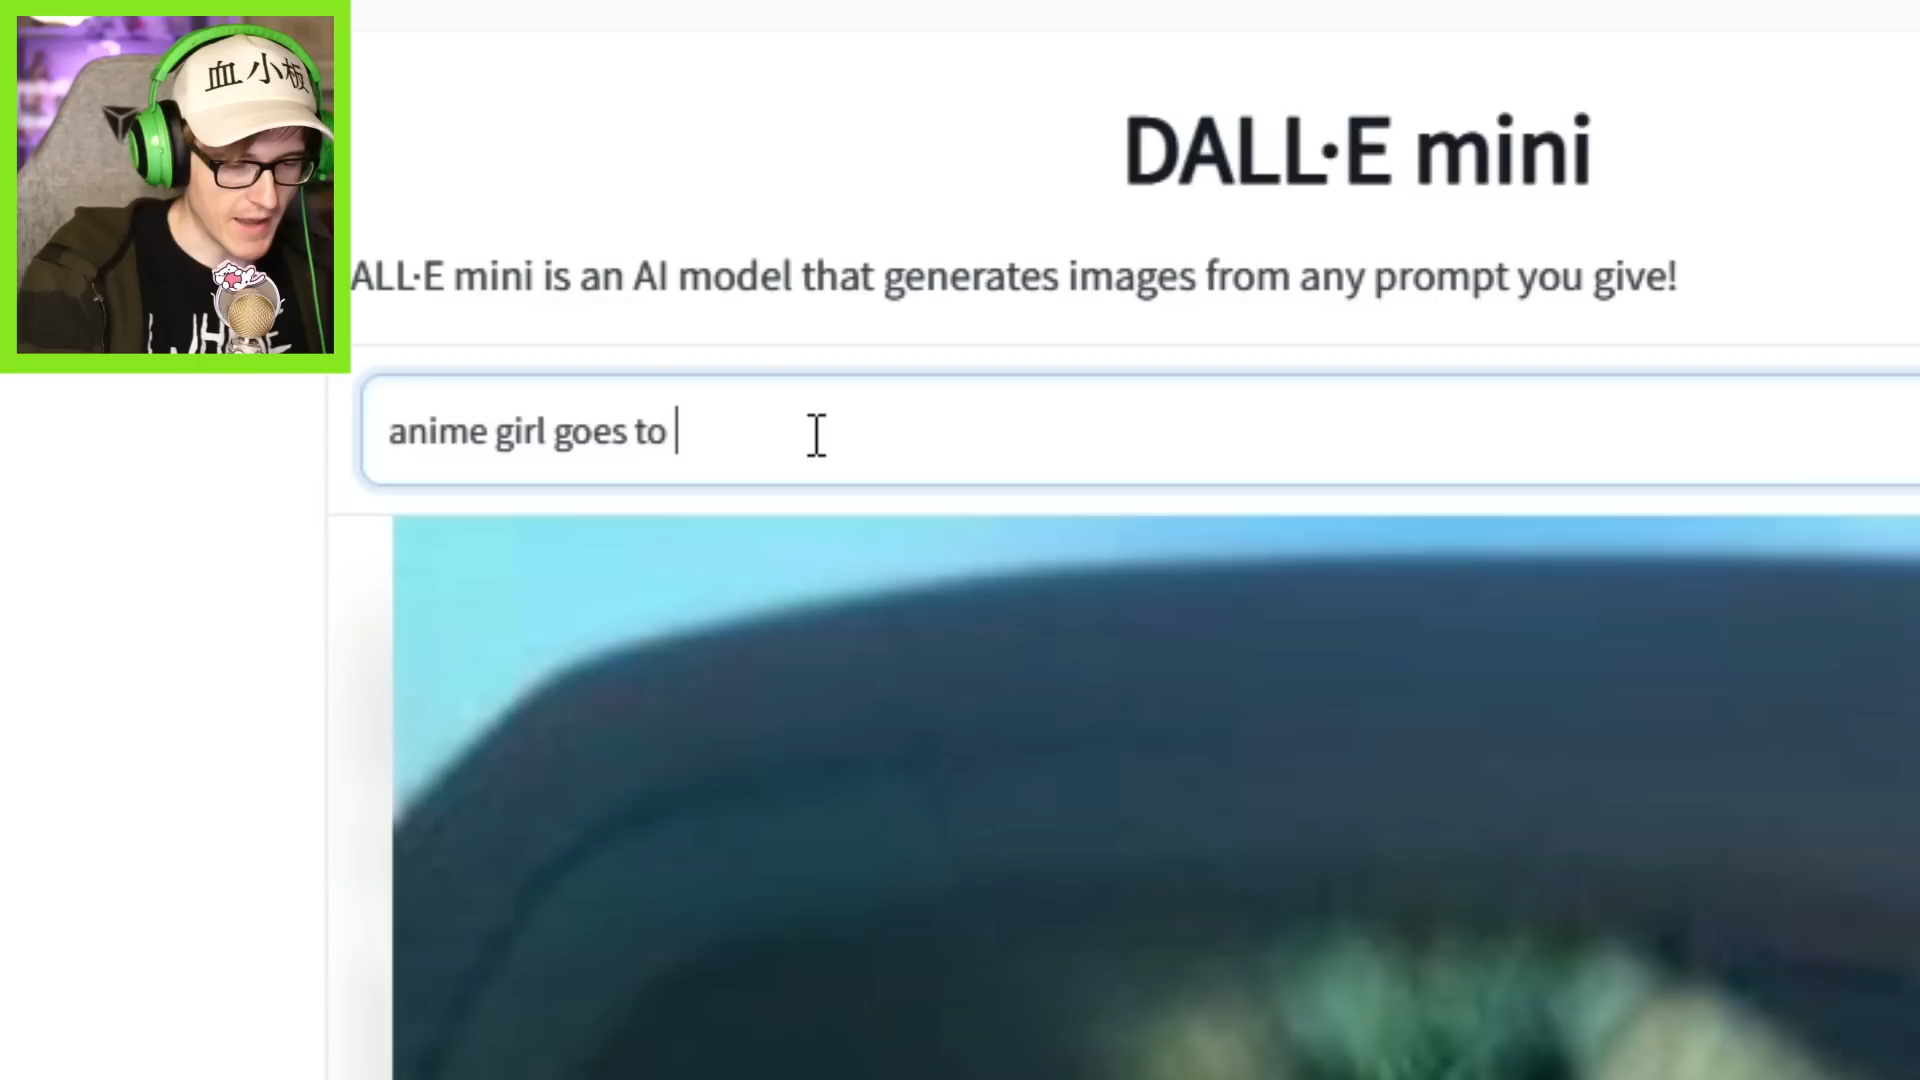 血小板
DALL·E mini
ALL·E mini is an AI model that generates images from any prompt you give!
anime girl goes to